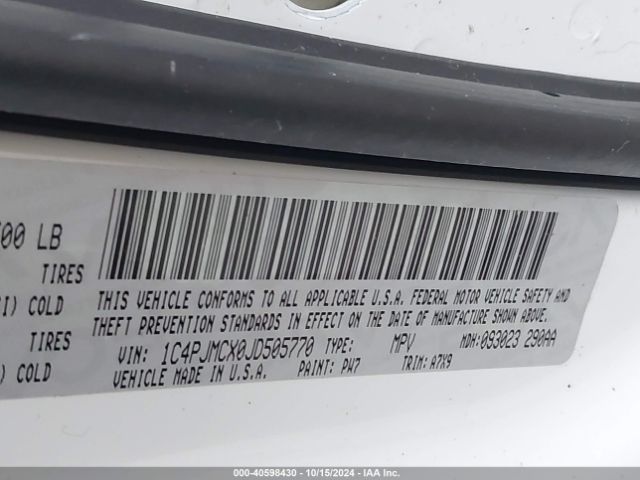 00 LB
TIRES
COLD
TIRES
) COLD
THIS VEHICLE CONFORMS TO ALL APPLICABLE U.S.A. FEDERAL MOTOR VEHICLE SAFETY AND
THEFT PREVENTION STANDARDS IN EFFECT ON THE DATE OF MANUFACTURE SHOWN ABOVE.
VIN: 1C4PJMCX0JD505770 TYPE: MPV MDH:093023 290AA
VEHICLE MADE IN U.S.A. PAINT: PW7 TRIM: A7X9
© - 40598430 - 10/15/2024 - IAA Inc.